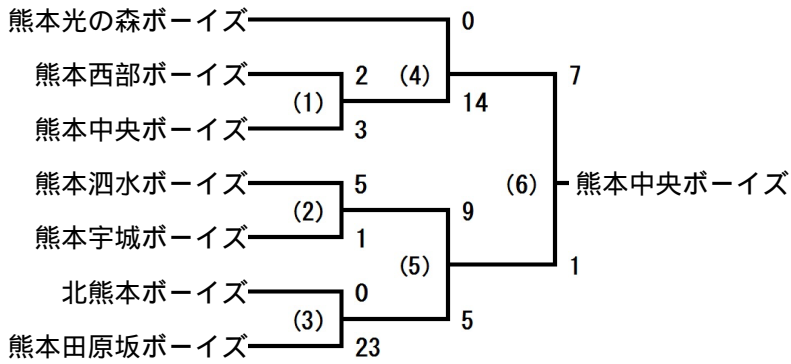 熊本光の森ボーイズ 0
熊本西部ボーイズ 2 (4) 7
(1) 14
熊本中央ボーイズ 3
熊本泗水ボーイズ 5 (6) 熊本中央ボーイズ
(2) 9
熊本宇城ボーイズ 1
(5) 1
北熊本ボーイズ 0
(3) 5
熊本田原坂ボーイズ 23